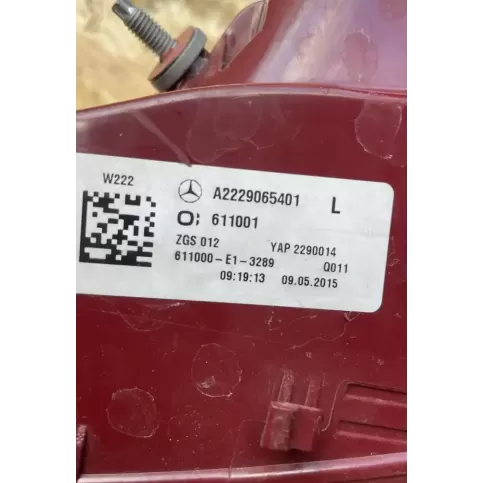 W222
A2229065401 L
611001
ZGS 012 YAP 2290014
611000-E1-3289 Q011
09:19:13 09.05.2015